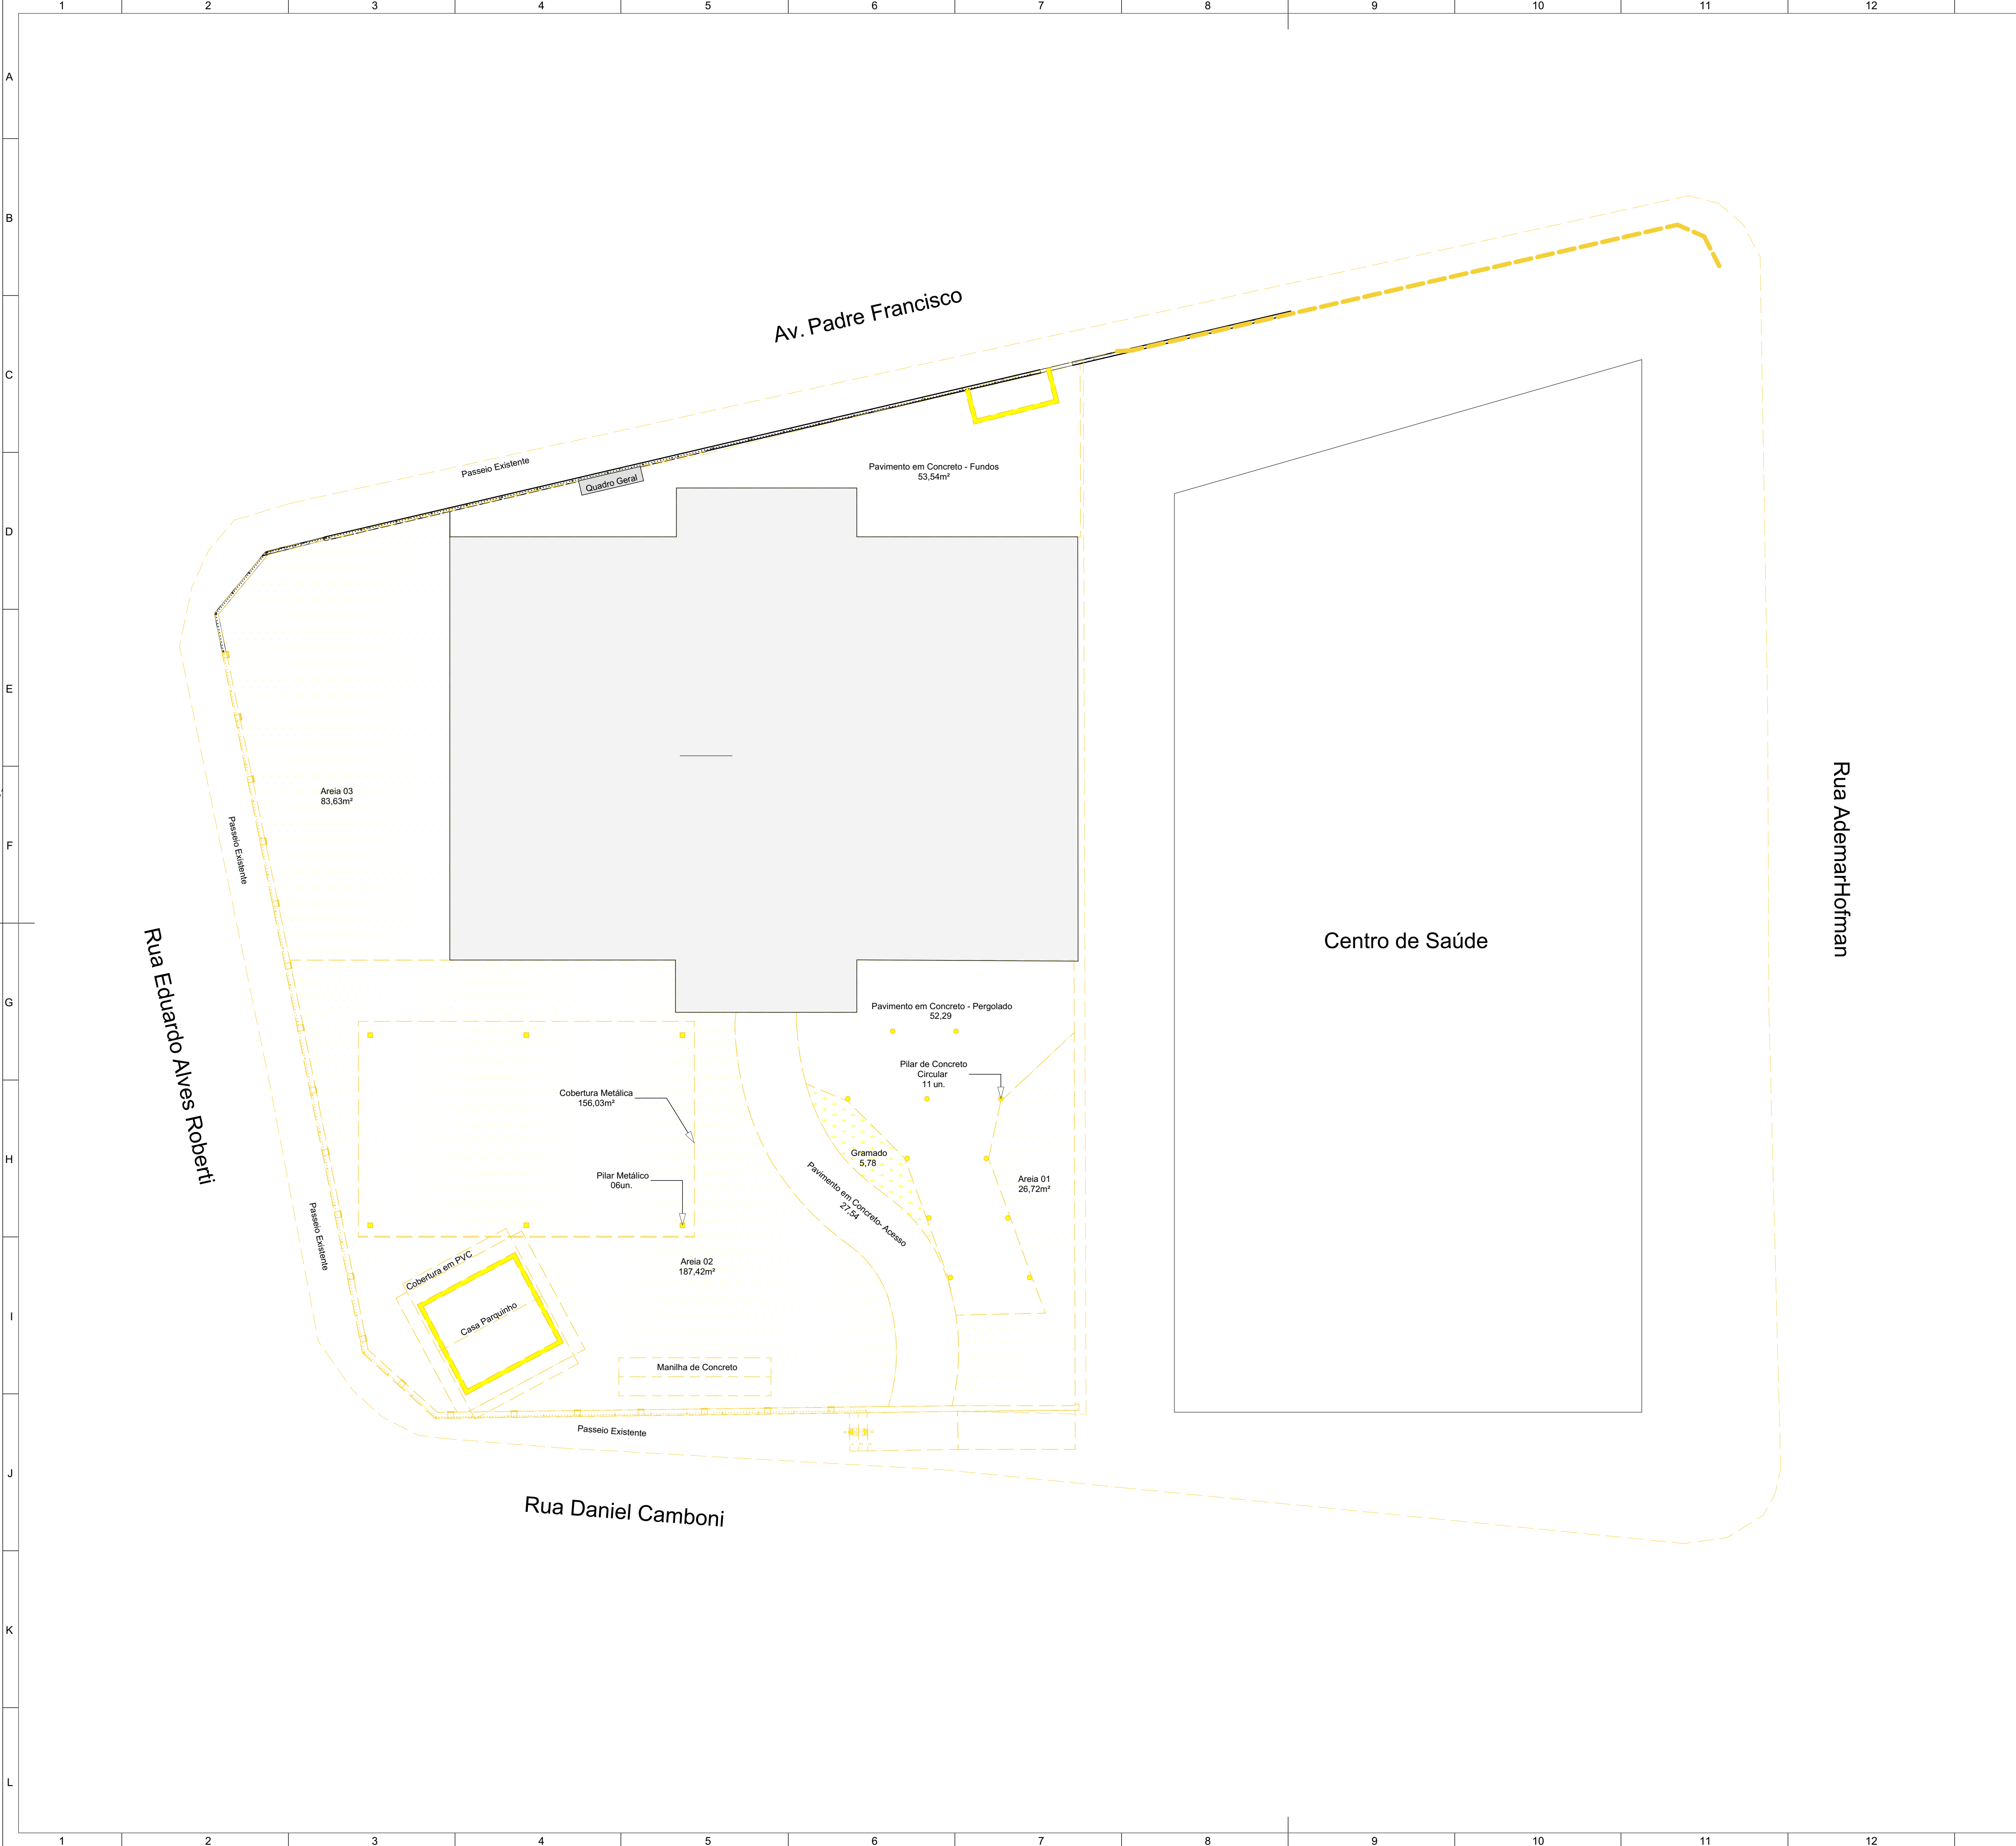 1 2 3 4 5 6 7 8 9 10 11 12
A
B
Av. Padre Francisco
C
Passeio Existente
Pavimento em Concreto - Fundos
53,54m²
Quadro Geral
D
E
Areia 03
83,63m²
Passeio Existente
F
Rua AdemarHofman
Centro de Saúde
Rua Eduardo Alves Roberti
G
Pavimento em Concreto - Pergolado
52,29
Pilar de Concreto
Circular
11 un.
Cobertura Metálica
156,03m²
H
Gramado
5,78
Pilar Metálico
06un.
Areia 01
26,72m²
Pavimento em Concreto- Acesso
27,54
Passeio Existente
Areia 02
187,42m²
Cobertura em PVC
I
Casa Parquinho
Manilha de Concreto
Passeio Existente
J
Rua Daniel Camboni
K
L
1 2 3 4 5 6 7 8 9 10 11 12